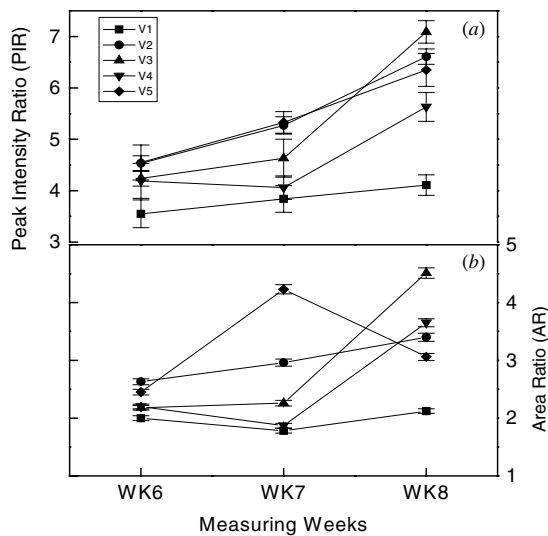 7
6
5
4
3
Peak Intensity Ratio (PIR)
V1
V2
V3
V4
V5
(a)
(b)
5
4
3
2
1
Area Ratio (AR)
WK6 WK7 WK8
Measuring Weeks